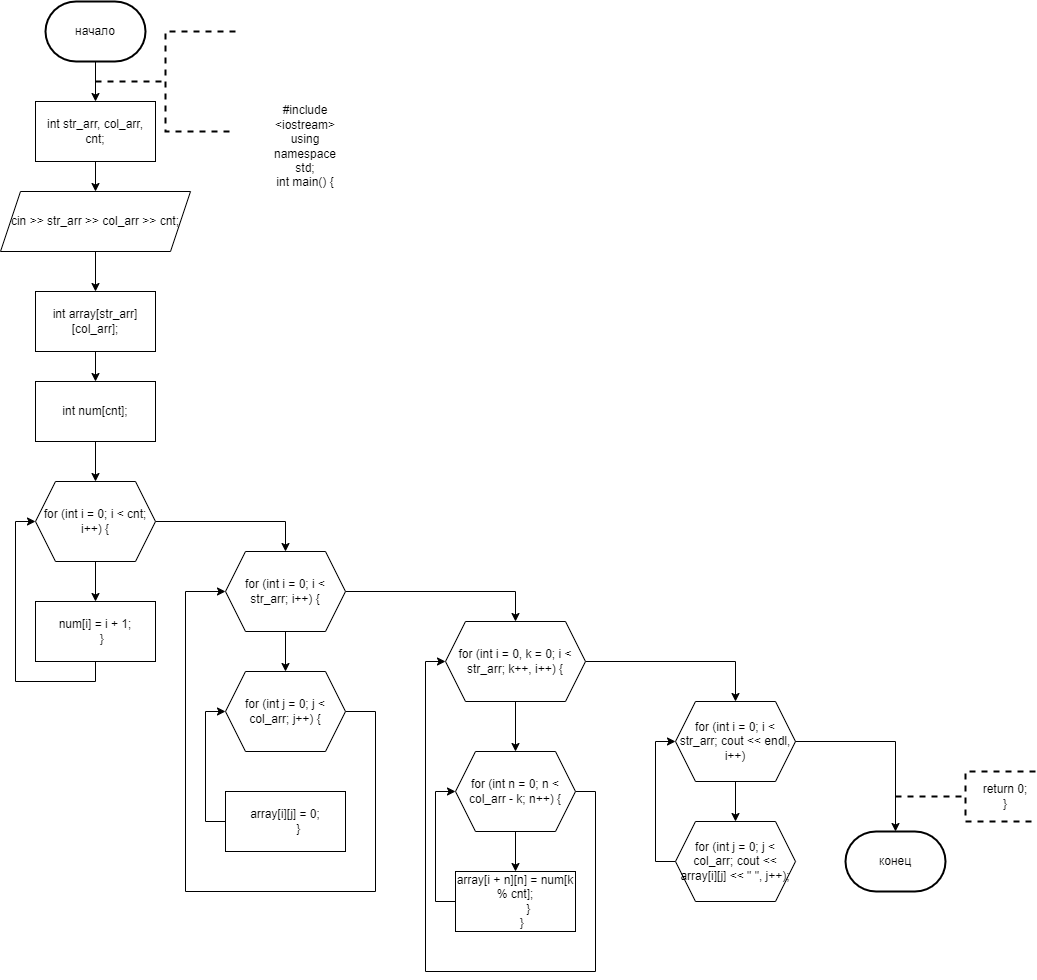 начало
int str_arr, col_arr,
cnt;
#include
<iostream>
using
namespace
std;
int main() {
cin >> str_arr >> col_arr >> cnt;
int array[str_arr]
[col_arr];
int num[cnt];
for (int i = 0; i < cnt;
i++) {
num[i] = i + 1;
}
for (int i = 0; i <
str_arr; i++) {
for (int j = 0; j <
col_arr; j++) {
array[i][j] = 0;
}
for (int i = 0, k = 0; i <
str_arr; k++, i++) {
for (int n = 0; n <
col_arr - k; n++) {
array[i + n][n] = num[k
% cnt];
}
}
for (int i = 0; i <
str_arr; cout << endl,
i++)
for (int j = 0; j <
col_arr; cout <<
array[i][j] << " ", j++);
return 0;
}
конец